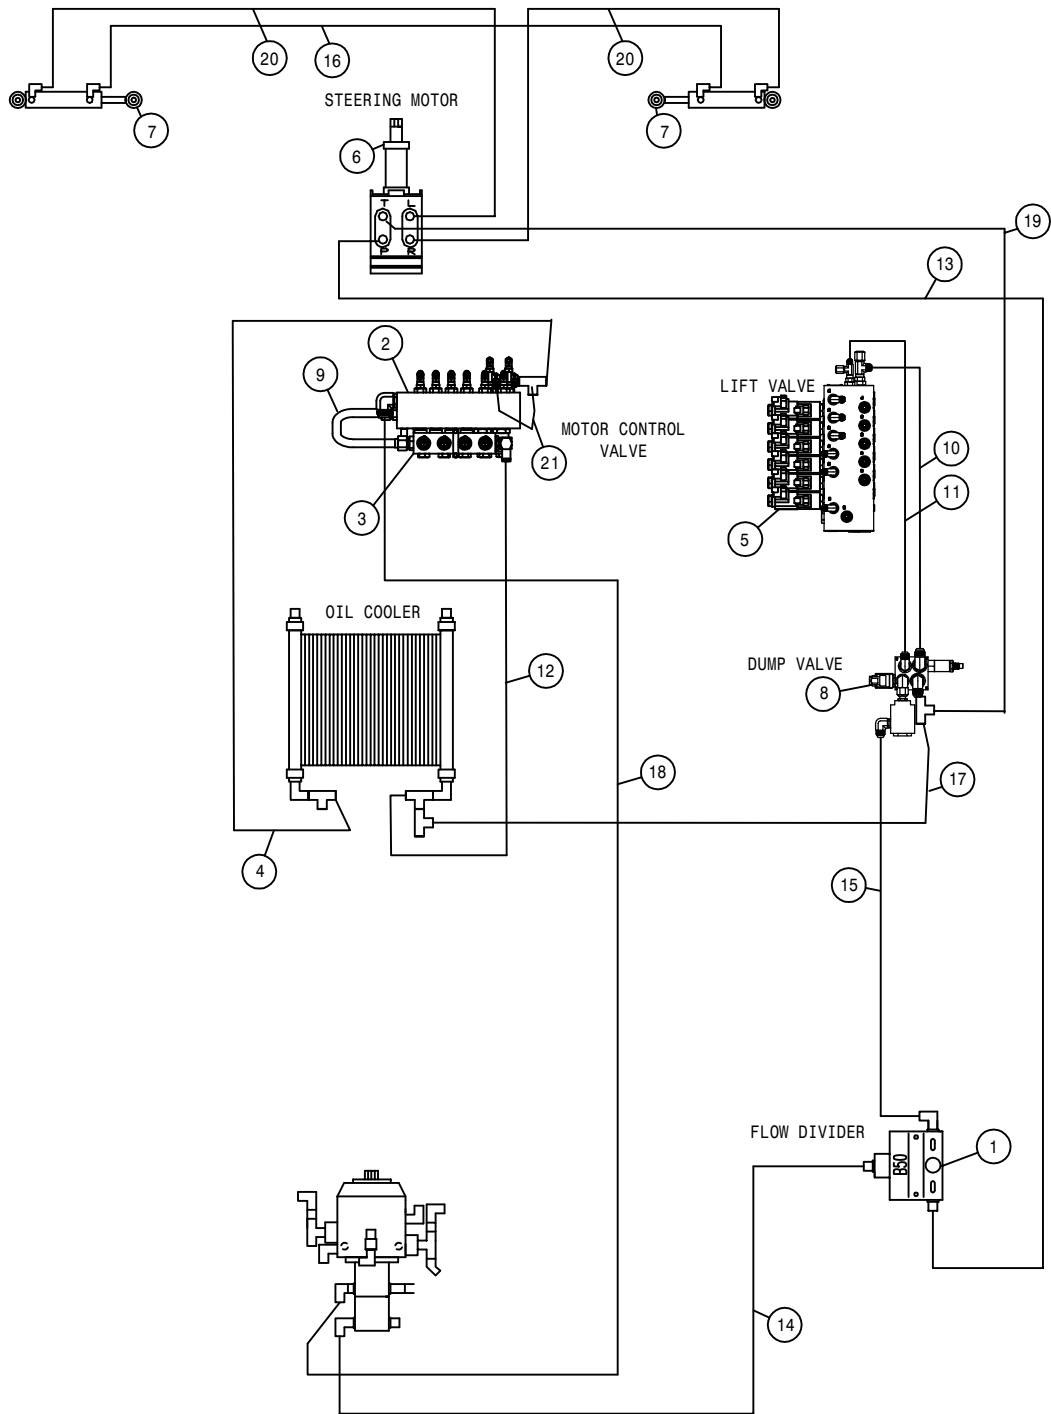 20
16
20
7
STEERING MOTOR
7
6
T L
P R
19
13
2
9
LIFT VALVE
MOTOR CONTROL
VALVE
21
10
11
3
5
OIL COOLER
12
DUMP VALVE
8
18
17
4
15
FLOW DIVIDER
B50
1
14